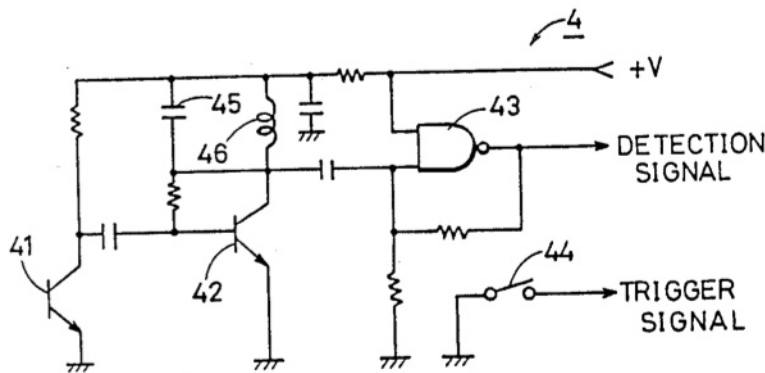 4
+V
45
43
46
DETECTION
SIGNAL
41
42
44
TRIGGER
SIGNAL